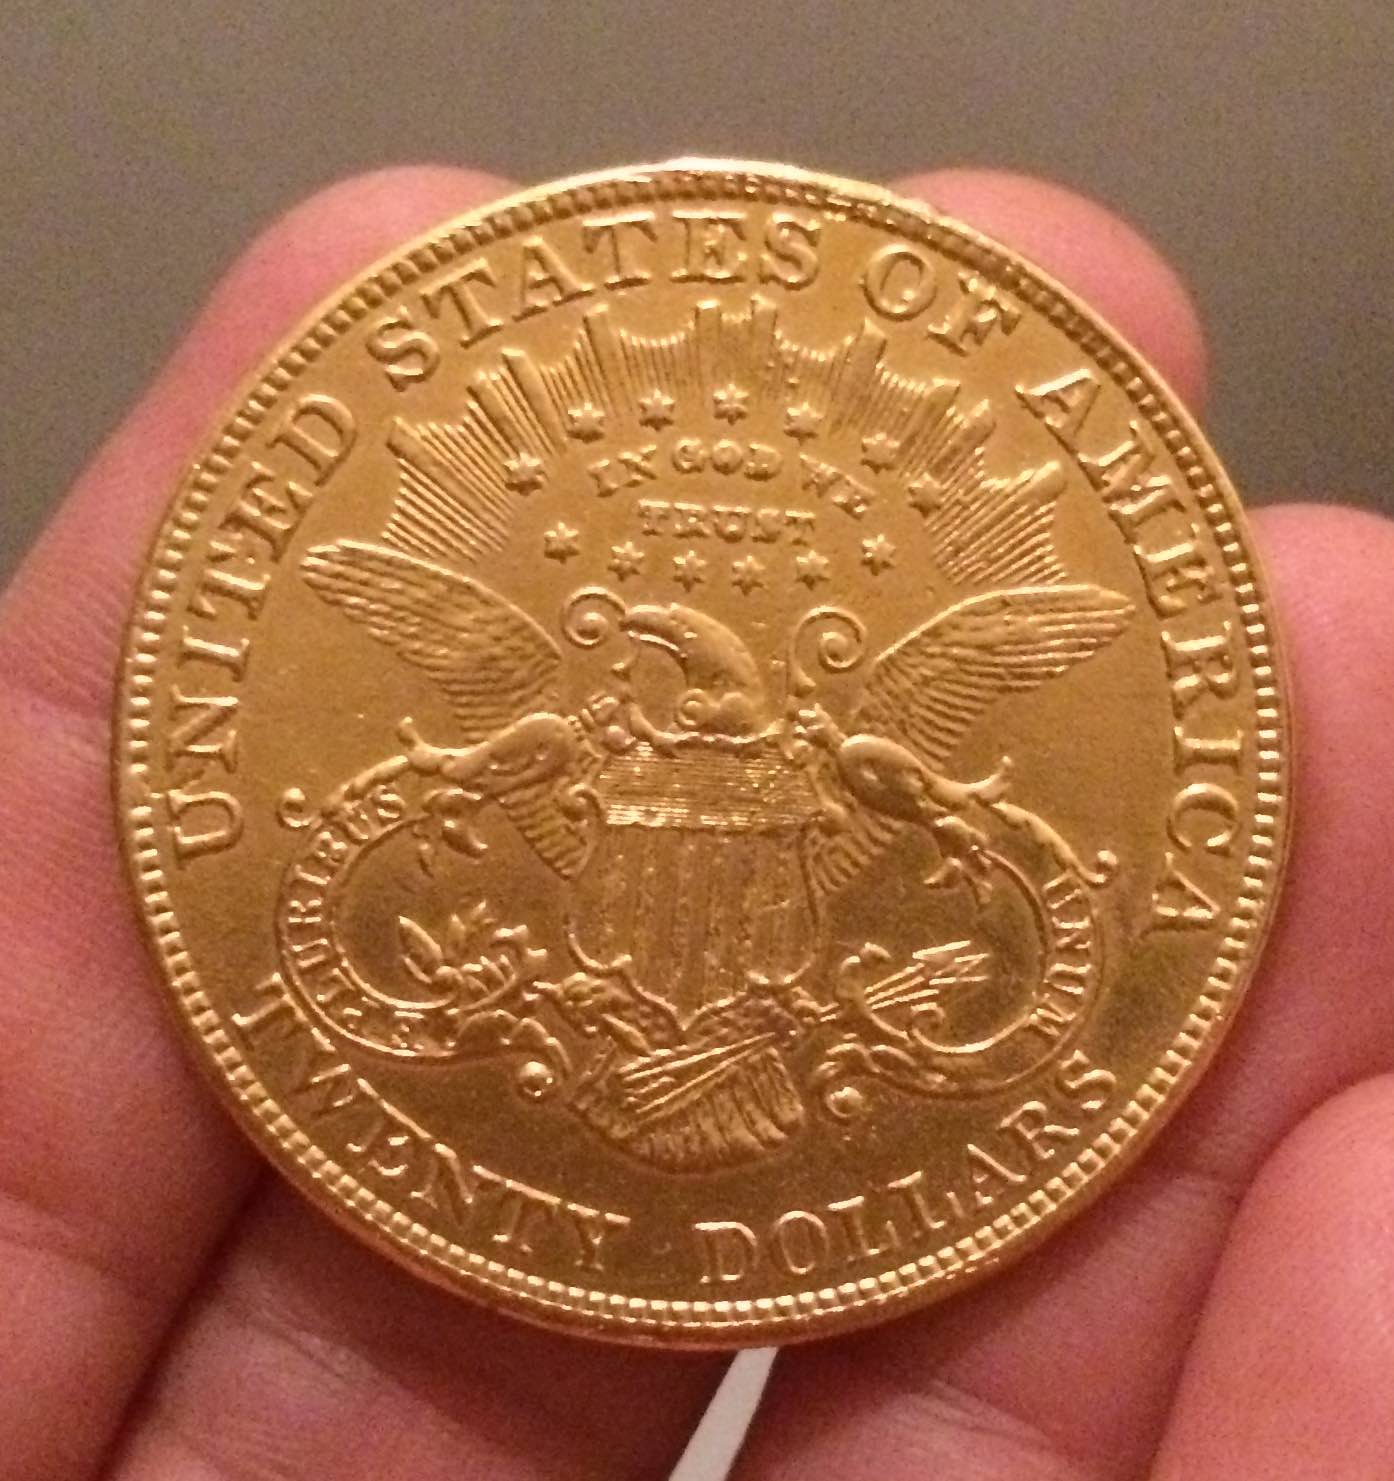 UNITED STATES OF AMERICA
IN GOD WE
TRUST
E PLURIBUS UNUM
TWENTY DOLLARS